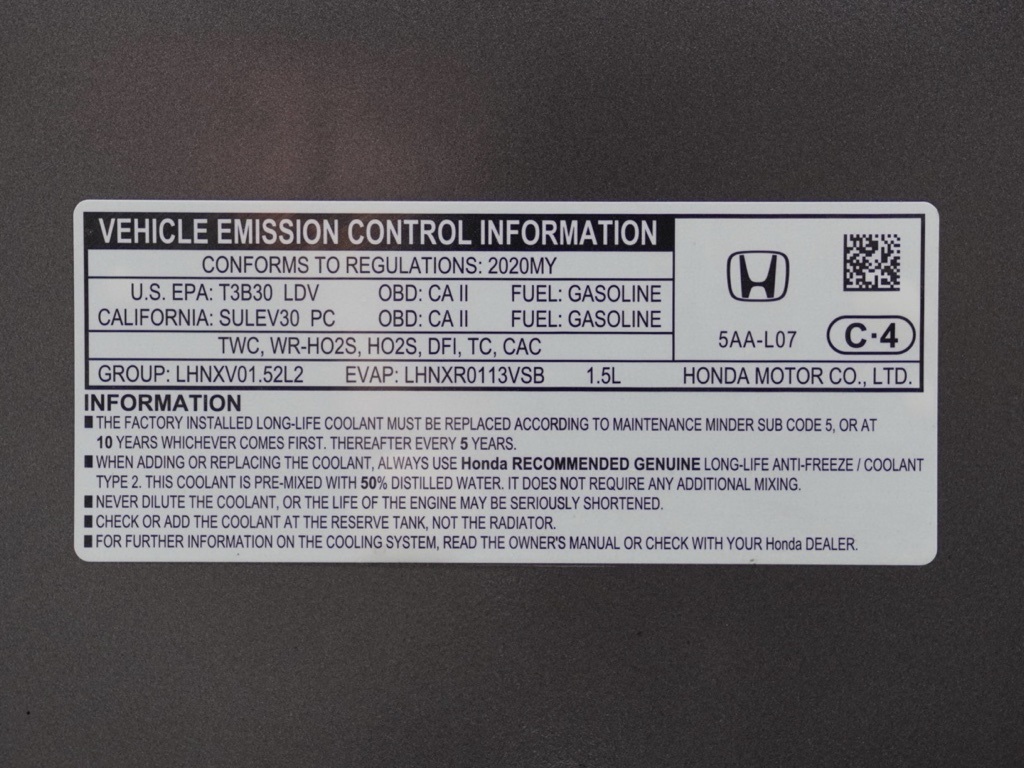 VEHICLE EMISSION CONTROL INFORMATION
CONFORMS TO REGULATIONS: 2020MY
U.S. EPA: T3B30 LDV OBD: CA II FUEL: GASOLINE
CALIFORNIA: SULEV30 PC OBD: CA II FUEL: GASOLINE
TWC, WR-HO2S, HO2S, DFI, TC, CAC
5AA-L07 C·4
GROUP: LHNXV01.52L2 EVAP: LHNXR0113VSB 1.5L HONDA MOTOR CO., LTD.
INFORMATION
■ THE FACTORY INSTALLED LONG-LIFE COOLANT MUST BE REPLACED ACCORDING TO MAINTENANCE MINDER SUB CODE 5, OR AT
10 YEARS WHICHEVER COMES FIRST. THEREAFTER EVERY 5 YEARS.
■ WHEN ADDING OR REPLACING THE COOLANT, ALWAYS USE Honda RECOMMENDED GENUINE LONG-LIFE ANTI-FREEZE / COOLANT
TYPE 2. THIS COOLANT IS PRE-MIXED WITH 50% DISTILLED WATER. IT DOES NOT REQUIRE ANY ADDITIONAL MIXING.
■ NEVER DILUTE THE COOLANT, OR THE LIFE OF THE ENGINE MAY BE SERIOUSLY SHORTENED.
■ CHECK OR ADD THE COOLANT AT THE RESERVE TANK, NOT THE RADIATOR.
■ FOR FURTHER INFORMATION ON THE COOLING SYSTEM, READ THE OWNER'S MANUAL OR CHECK WITH YOUR Honda DEALER.